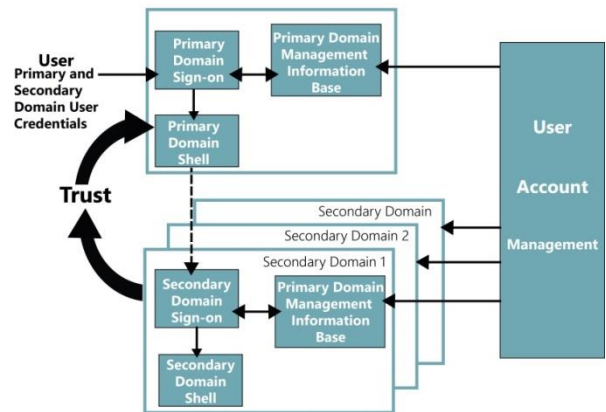 User
Primary and
Secondary
Domain User
Credentials
Primary
Domain
Sign-on
Primary Domain
Management
Information
Base
Primary
Domain
Shell
Trust
User
Account
Management
Secondary Domain
Secondary Domain 2
Secondary Domain 1
Secondary
Domain
Sign-on
Primary Domain
Management
Information
Base
Secondary
Domain
Shell